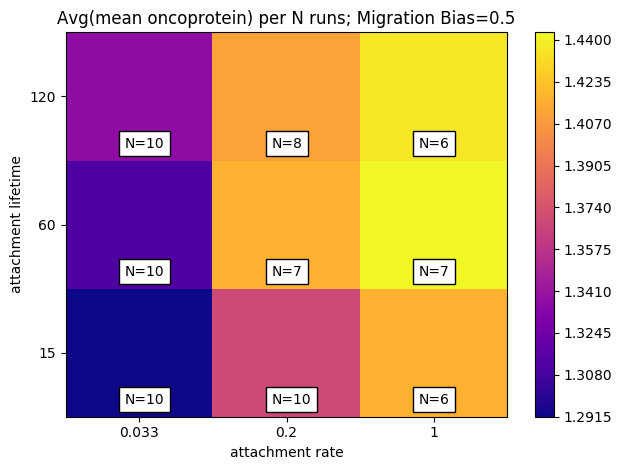 Avg(mean oncoprotein) per N runs; Migration Bias=0.5
attachment lifetime
120
60
15
N=10
N=8
N=6
N=10
N=7
N=7
N=10
N=10
N=6
0.033
0.2
1
attachment rate
1.4400
1.4235
1.4070
1.3905
1.3740
1.3575
1.3410
1.3245
1.3080
1.2915